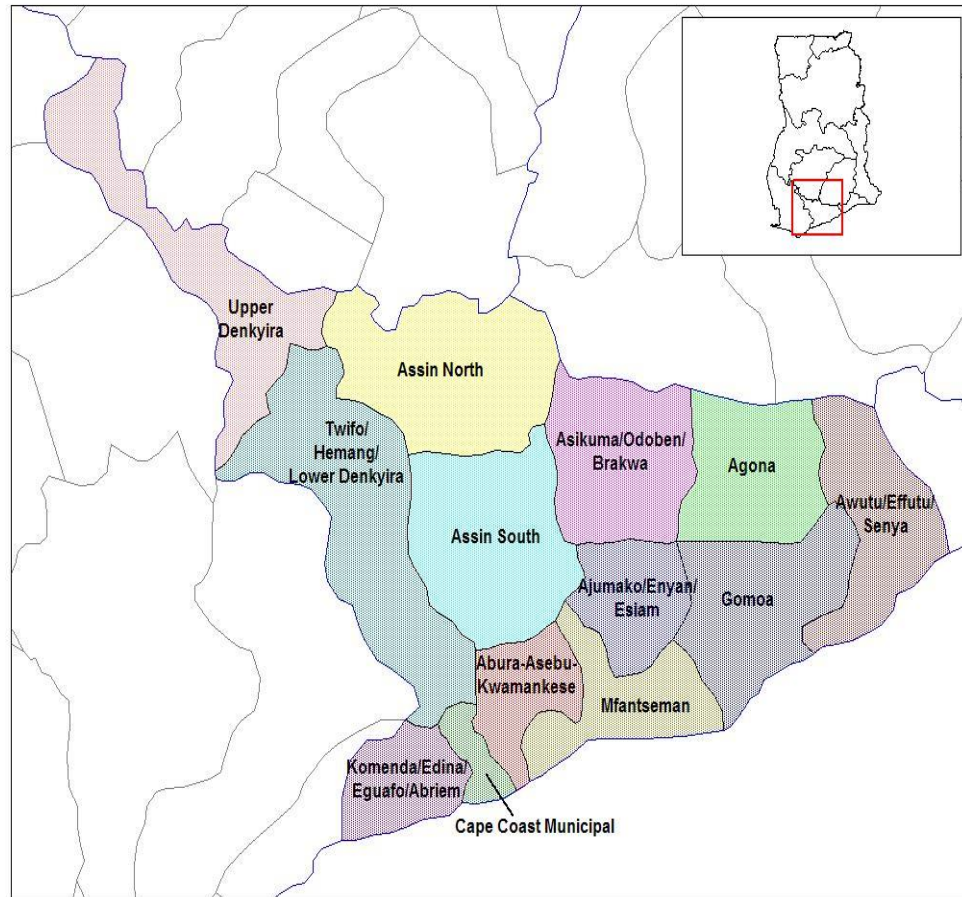 Upper
Denkyira
Assin North
Twifo/
Hemang/
Lower Denkyira
Asikuma/Odoben/
Brakwa
Agona
Awutu/Effutu/
Senya
Assin South
Ajumako/Enyan/
Esiam
Gomoa
Abura-Asebu-
Kwamankese
Mfantseman
Komenda/Edina/
Eguafo/Abriem
Cape Coast Municipal